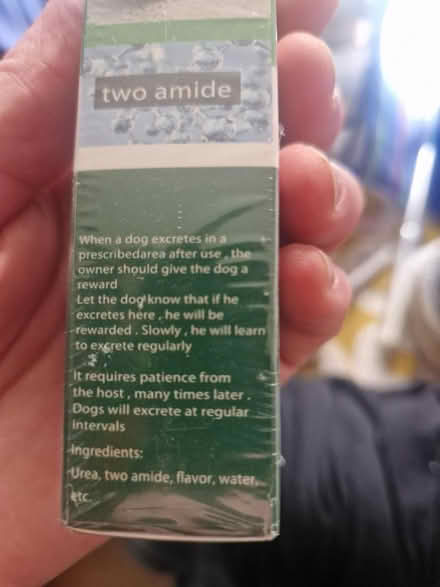 two amide
When a dog excretes in a
prescribedarea after use , the
owner should give the dog a
reward
Let the dog know that if he
excretes here , he will be
rewarded . Slowly , he will learn
to excrete regularly
It requires patience from
the host , many times later .
Dogs will excrete at regular
intervals
Ingredients:
Urea, two amide, flavor, water,
etc.